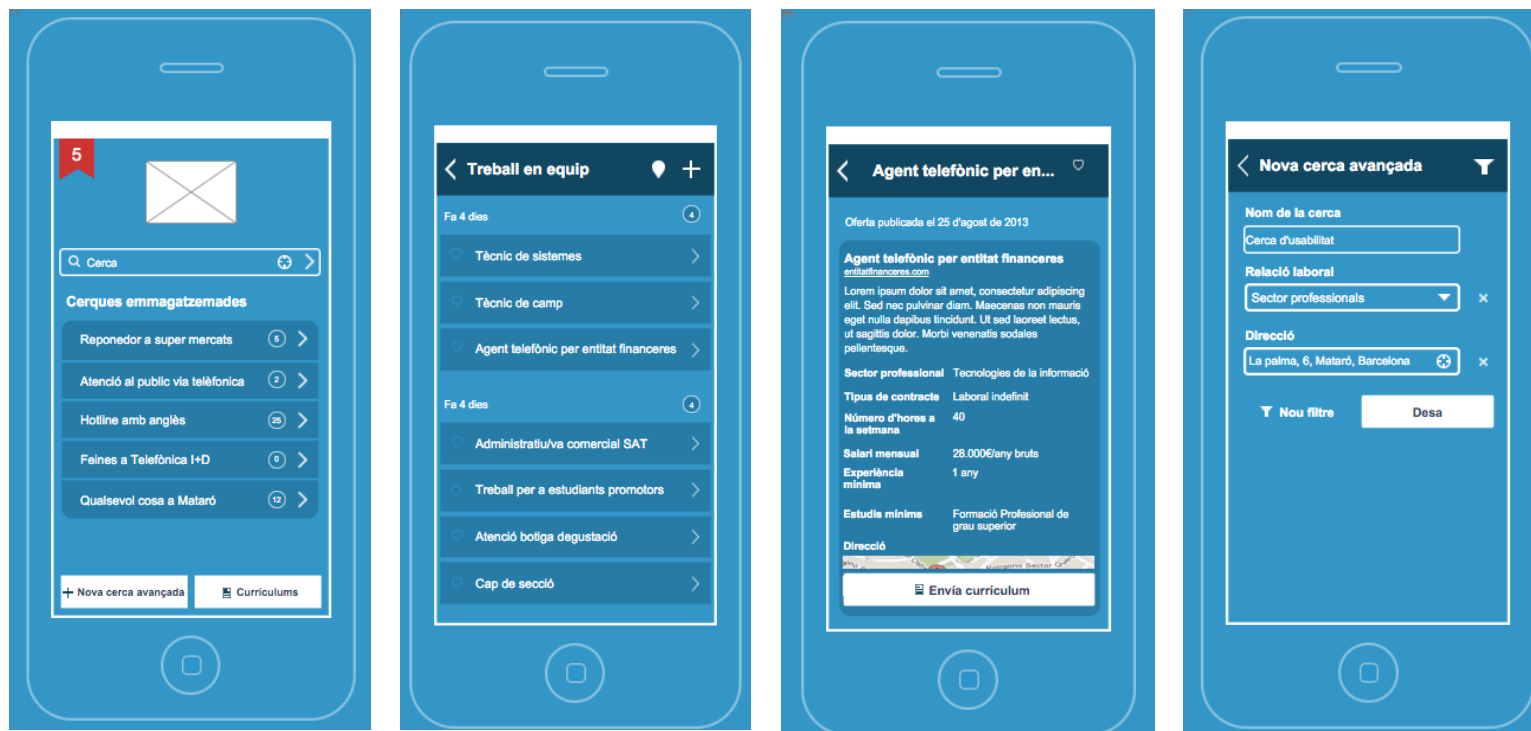 5
Cerca
Cerques emmagatzemades
Reponedor a super mercats 5
Atenció al public via telèfonica 2
Hotline amb anglès 25
Feines a Telefònica I+D 0
Qualsevol cosa a Mataró 12
Nova cerca avançada
Currículums
Treball en equip
Fa 4 dies 4
Tècnic de sistemes
Tècnic de camp
Agent telefònic per entitat financeres
Fa 4 dies 4
Administratiu/va comercial SAT
Treball per a estudiants promotors
Atenció botiga degustació
Cap de secció
Agent telefònic per en...
Oferta publicada el 25 d'agost de 2013
Agent telefònic per entitat financeres
entitatfinanceres.com
Lorem ipsum dolor sit amet, consectetur adipiscing
elit. Sed nec pulvinar diam. Maecenas non mauris
eget nulla dapibus tincidunt. Ut sed laoreet lectus,
ut sagittis dolor. Morbi venenatis sodales
pellentesque.
Sector professional Tecnologies de la informació
Tipus de contracte Laboral indefinit
Número d'hores a 40
la setmana
Salari mensual 28.000€/any bruts
Experiència 1 any
mínima
Estudis mínims Formació Profesional de
grau superior
Direcció
Envía currículum
Nova cerca avançada
Nom de la cerca
Cerca d'usabilitat
Relació laboral
Sector professionals
Direcció
La palma, 6, Mataró, Barcelona
Nou filtre
Desa